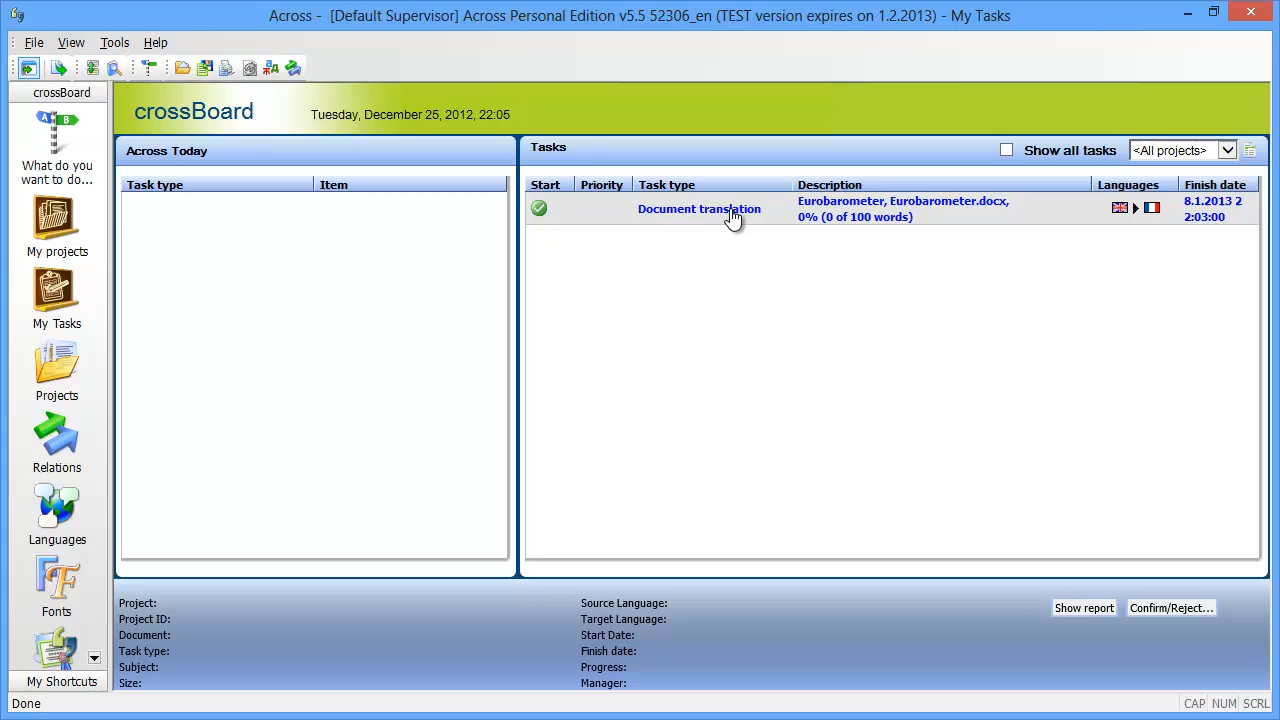 Across - [Default Supervisor] Across Personal Edition v5.5 52306_en (TEST version expires on 1.2.2013) - My Tasks
File View Tools Help
crossBoard
crossBoard Tuesday, December 25, 2012, 22:05
A B
What do you
want to do...
My projects
My Tasks
Projects
Relations
Languages
Fonts
My Shortcuts
Across Today
Task type Item
Tasks Show all tasks <All projects>
Start Priority Task type Description Languages Finish date
Document translation
Eurobarometer, Eurobarometer.docx,
0% (0 of 100 words)
8.1.2013 2
2:03:00
Project:
Project ID:
Document:
Task type:
Subject:
Size:
Source Language:
Target Language:
Start Date:
Finish date:
Progress:
Manager:
Show report Confirm/Reject...
Done CAP NUM SCRL